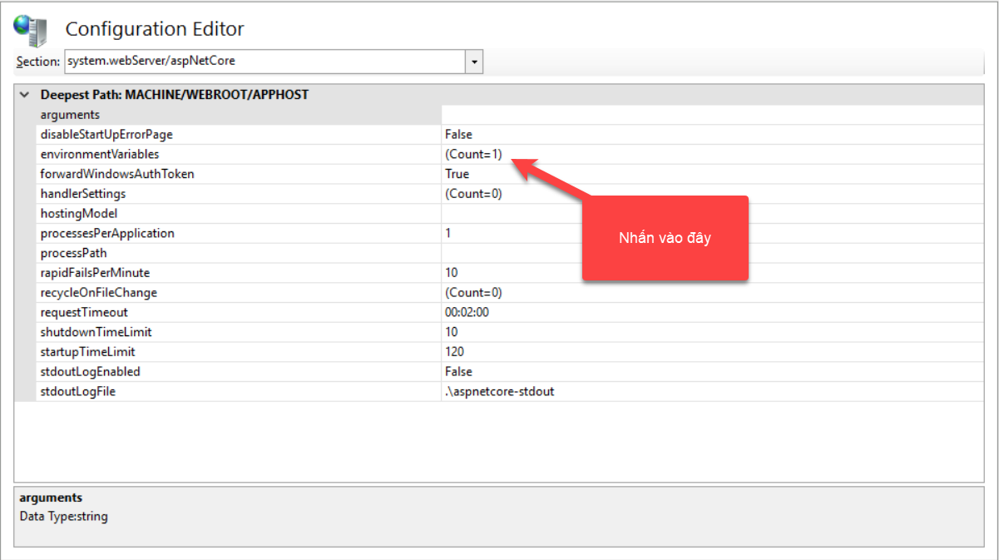 Configuration Editor
Section: system.webServer/aspNetCore
Deepest Path: MACHINE/WEBROOT/APPHOST
arguments
disableStartUpErrorPage False
environmentVariables (Count=1)
forwardWindowsAuthToken True
handlerSettings (Count=0)
hostingModel
Nhấn vào đây
processesPerApplication 1
processPath
rapidFailsPerMinute 10
recycleOnFileChange (Count=0)
requestTimeout 00:02:00
shutdownTimeLimit 10
startupTimeLimit 120
stdoutLogEnabled False
stdoutLogFile .\aspnetcore-stdout
arguments
Data Type:string